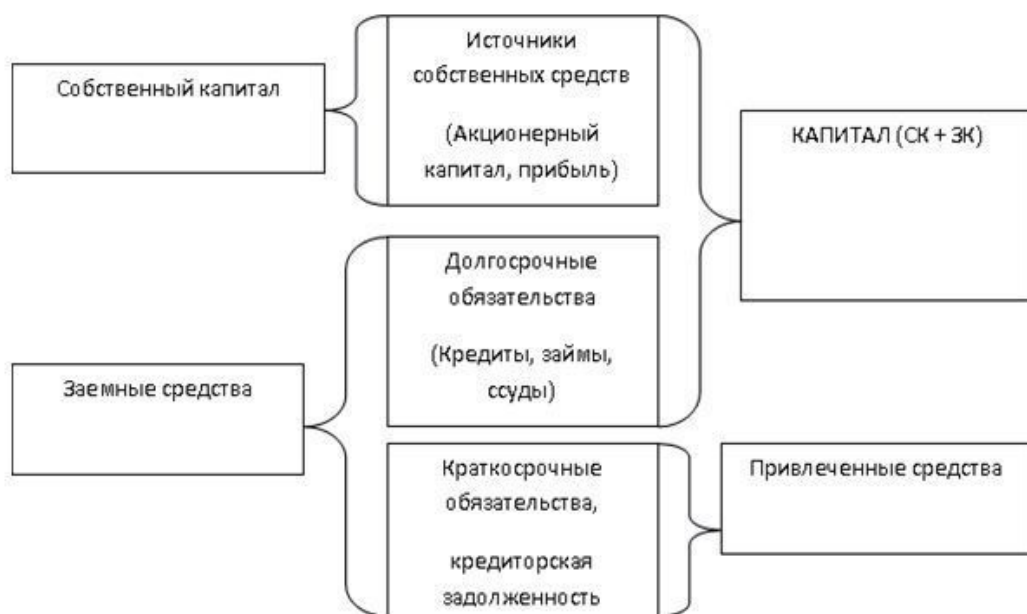 Собственный капитал
Источники
собственных средств
(Акционерный
капитал, прибыль)
КАПИТАЛ (СК + ЗК)
Заемные средства
Долгосрочные
обязательства
(Кредиты, займы,
ссуды)
Краткосрочные
обязательства,
кредиторская
задолженность
Привлеченные средства